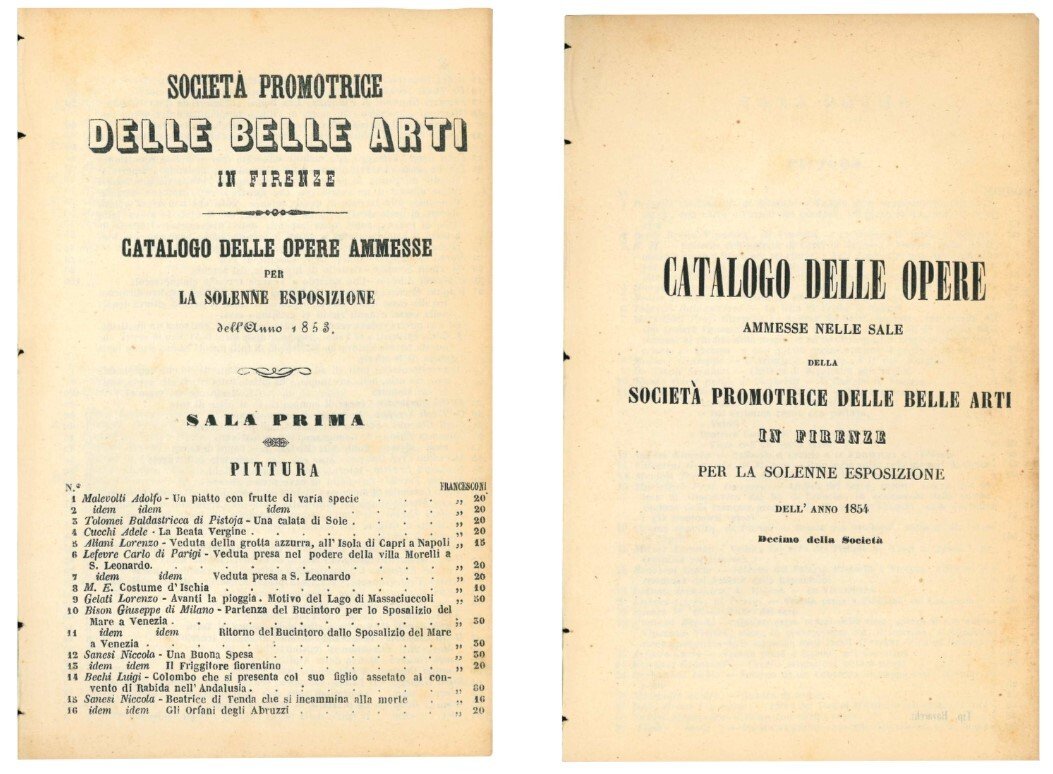 SOCIETÀ PROMOTRICE
DELLE BELLE ARTI
IN FIRENZE
CATALOGO DELLE OPERE AMMESSE
PER
LA SOLENNE ESPOSIZIONE
dell'Anno 1853.
SALA PRIMA
PITTURA
N.º FRANCESCONI
1 Malevolti Adolfo - Un piatto con frutte di varia specie . . . „ 20
2 idem idem idem . . . . „ 20
3 Tolomei Baldastricca di Pistoja - Una calata di Sole . . . . „ 20
4 Cucchi Adele - La Beata Vergine . . . . . . . „ 20
5 Aliani Lorenzo - Veduta della grotta azzurra, all'Isola di Capri a Napoli „ 15
6 Lefevre Carlo di Parigi - Veduta presa nel podere della villa Morelli a
S. Leonardo. . . . . . . . . . . „ 20
7 idem idem Veduta presa a S. Leonardo . . . . „ 20
8 M. E. Costume d'Ischia . . . . . . . . „ 10
9 Gelati Lorenzo - Avanti la pioggia. Motivo del Lago di Massaciuccoli „ 50
10 Bison Giuseppe di Milano - Partenza del Bucintoro per lo Sposalizio del
Mare a Venezia . . . . . . . . . . „ 30
11 idem idem Ritorno del Bucintoro dallo Sposalizio del Mare
a Venezia . . . . . . . . . . . „ 30
12 Sanesi Niccola - Una Buona Spesa . . . . . . „ 30
13 idem idem Il Friggitore fiorentino . . . . . „ 20
14 Bechi Luigi - Colombo che si presenta col suo figlio assetato al con-
vento di Rabida nell'Andalusia . . . . . . . „ 80
15 Sanesi Niccola - Beatrice di Tenda che si incammina alla morte . „ 16
16 idem idem Gli Orfani degli Abruzzi . . . . . „ 20
CATALOGO DELLE OPERE
AMMESSE NELLE SALE
DELLA
SOCIETÀ PROMOTRICE DELLE BELLE ARTI
IN FIRENZE
PER LA SOLENNE ESPOSIZIONE
DELL'ANNO 1854
Decimo della Società